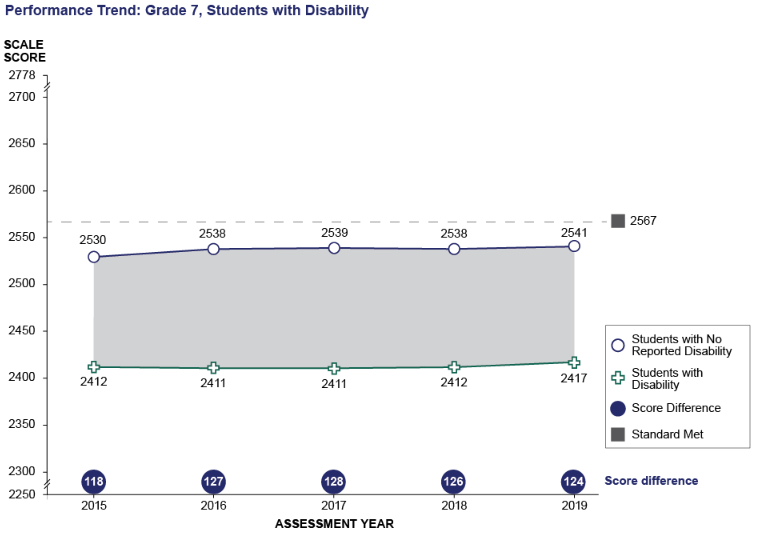 Performance Trend: Grade 7, Students with Disability
SCALE
SCORE
2778
2700
2650
2600
2567
2550
2530
2538
2539
2538
2541
2500
2450
Students with No
Reported Disability
2400
2412
2411
2411
2412
2417
Students with
Disability
Score Difference
2350
Standard Met
2300
118
127
128
126
124
Score difference
2250
2015
2016
2017
2018
2019
ASSESSMENT YEAR